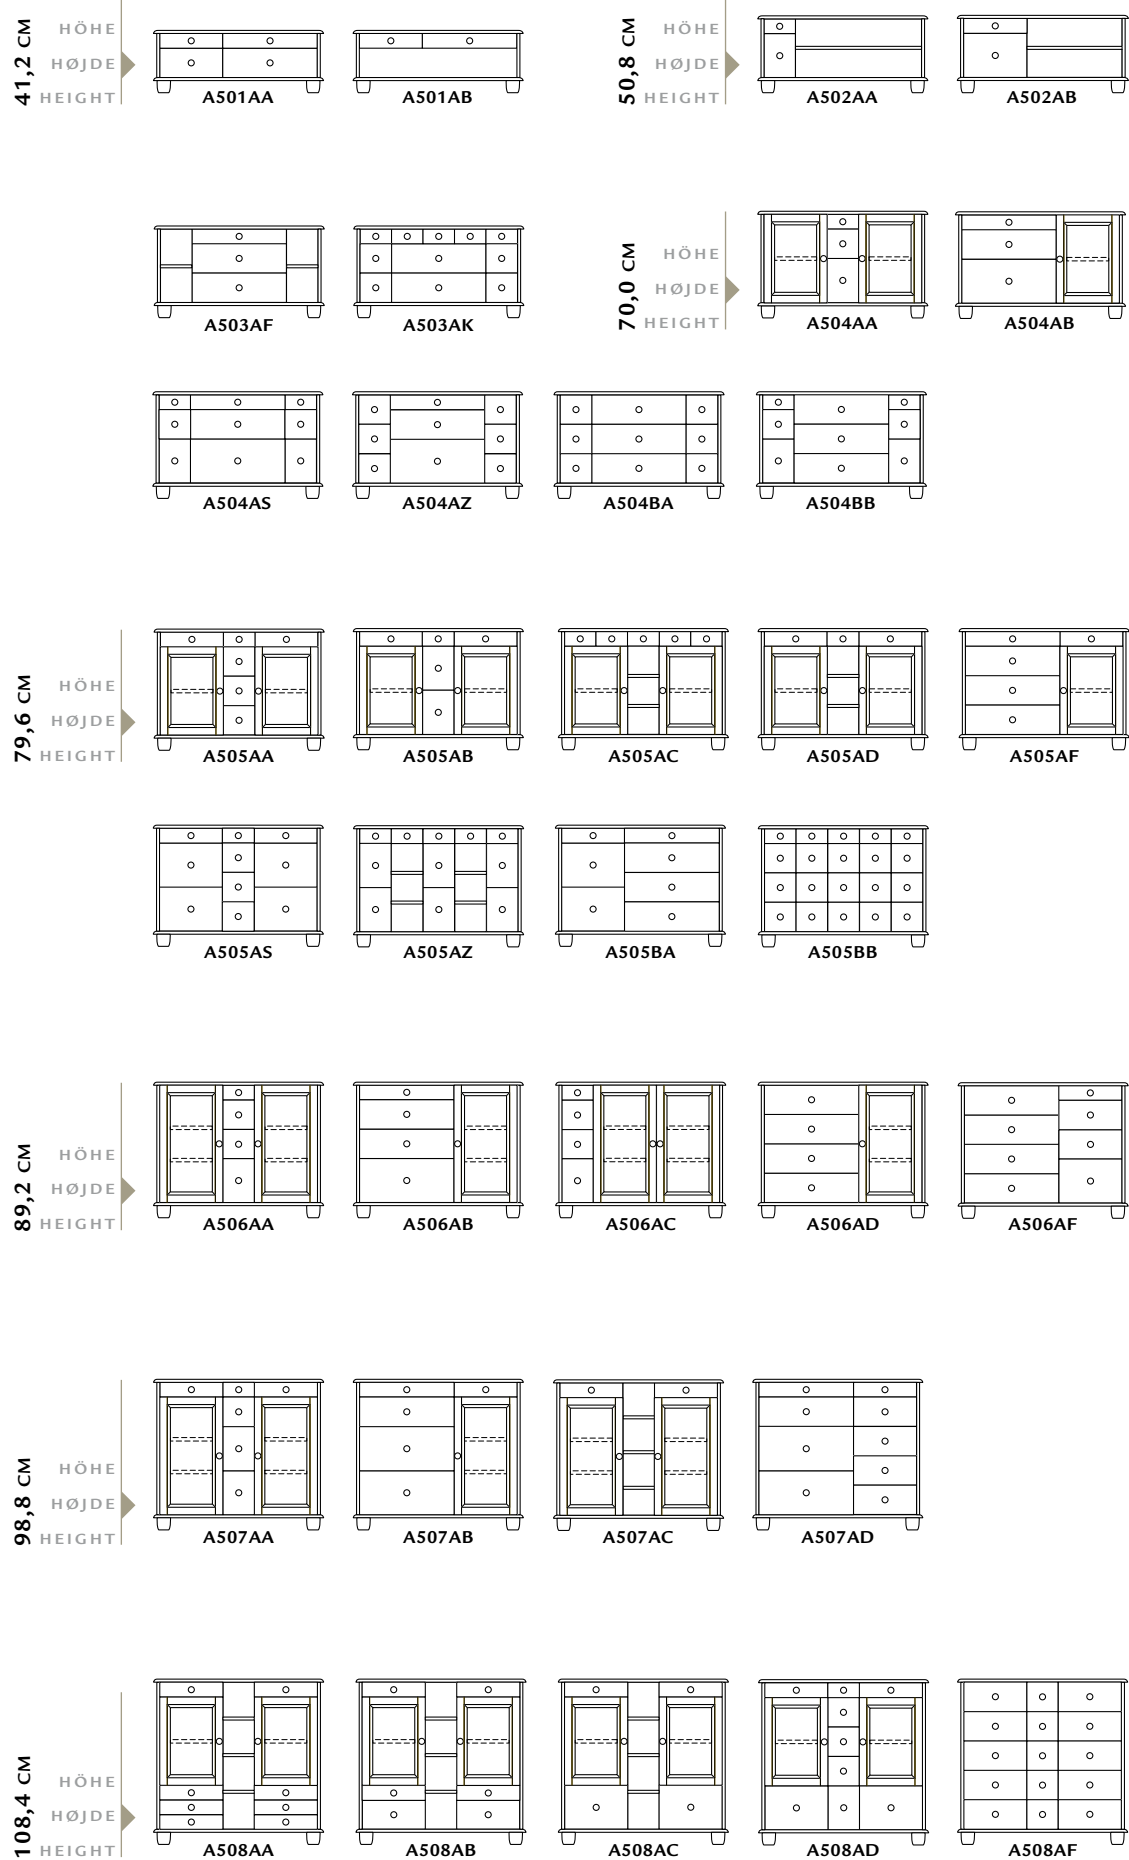 41,2 CM
HÖHE
HØJDE
HEIGHT
A501AA
A501AB
50,8 CM
HÖHE
HØJDE
HEIGHT
A502AA
A502AB
A503AF
A503AK
70,0 CM
HÖHE
HØJDE
HEIGHT
A504AA
A504AB
A504AS
A504AZ
A504BA
A504BB
79,6 CM
HÖHE
HØJDE
HEIGHT
A505AA
A505AB
A505AC
A505AD
A505AF
A505AS
A505AZ
A505BA
A505BB
89,2 CM
HÖHE
HØJDE
HEIGHT
A506AA
A506AB
A506AC
A506AD
A506AF
98,8 CM
HÖHE
HØJDE
HEIGHT
A507AA
A507AB
A507AC
A507AD
108,4 CM
HÖHE
HØJDE
HEIGHT
A508AA
A508AB
A508AC
A508AD
A508AF